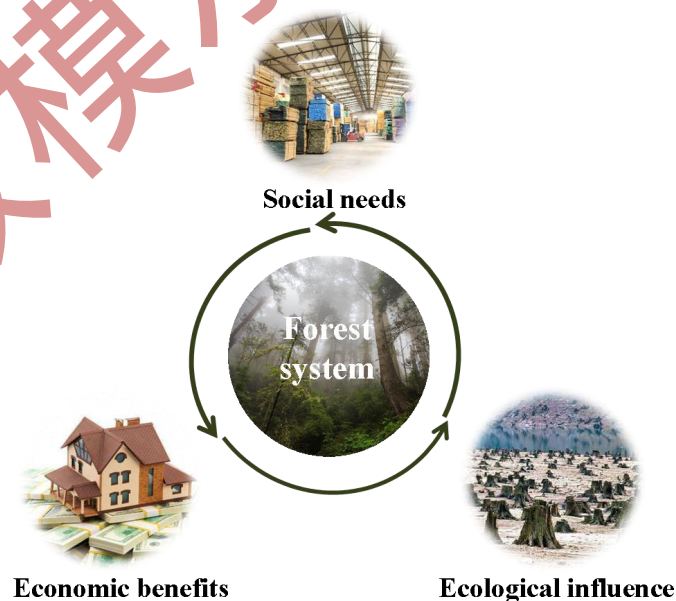 模
Social needs
Forest
system
Economic benefits
Ecological influence